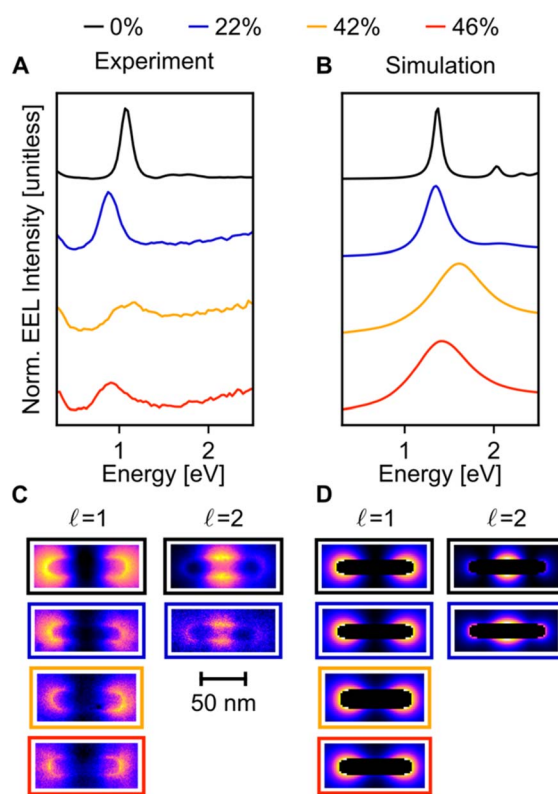 0% 22% 42% 46%
A B
Experiment Simulation
Norm. EEL Intensity [unitless]
1 2 1 2
Energy [eV] Energy [eV]
C D
ℓ=1 ℓ=2 ℓ=1 ℓ=2
50 nm